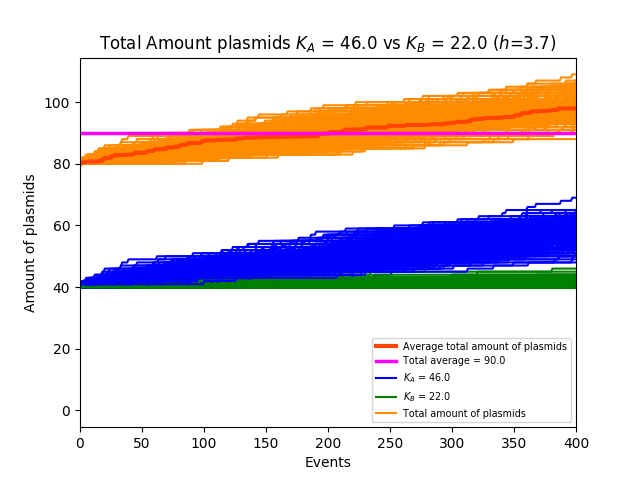 Total Amount plasmids K_A = 46.0 vs K_B = 22.0 (h=3.7)
Amount of plasmids
100
80
60
40
20
0
Average total amount of plasmids
Total average = 90.0
K_A = 46.0
K_B = 22.0
Total amount of plasmids
0 50 100 150 200 250 300 350 400
Events